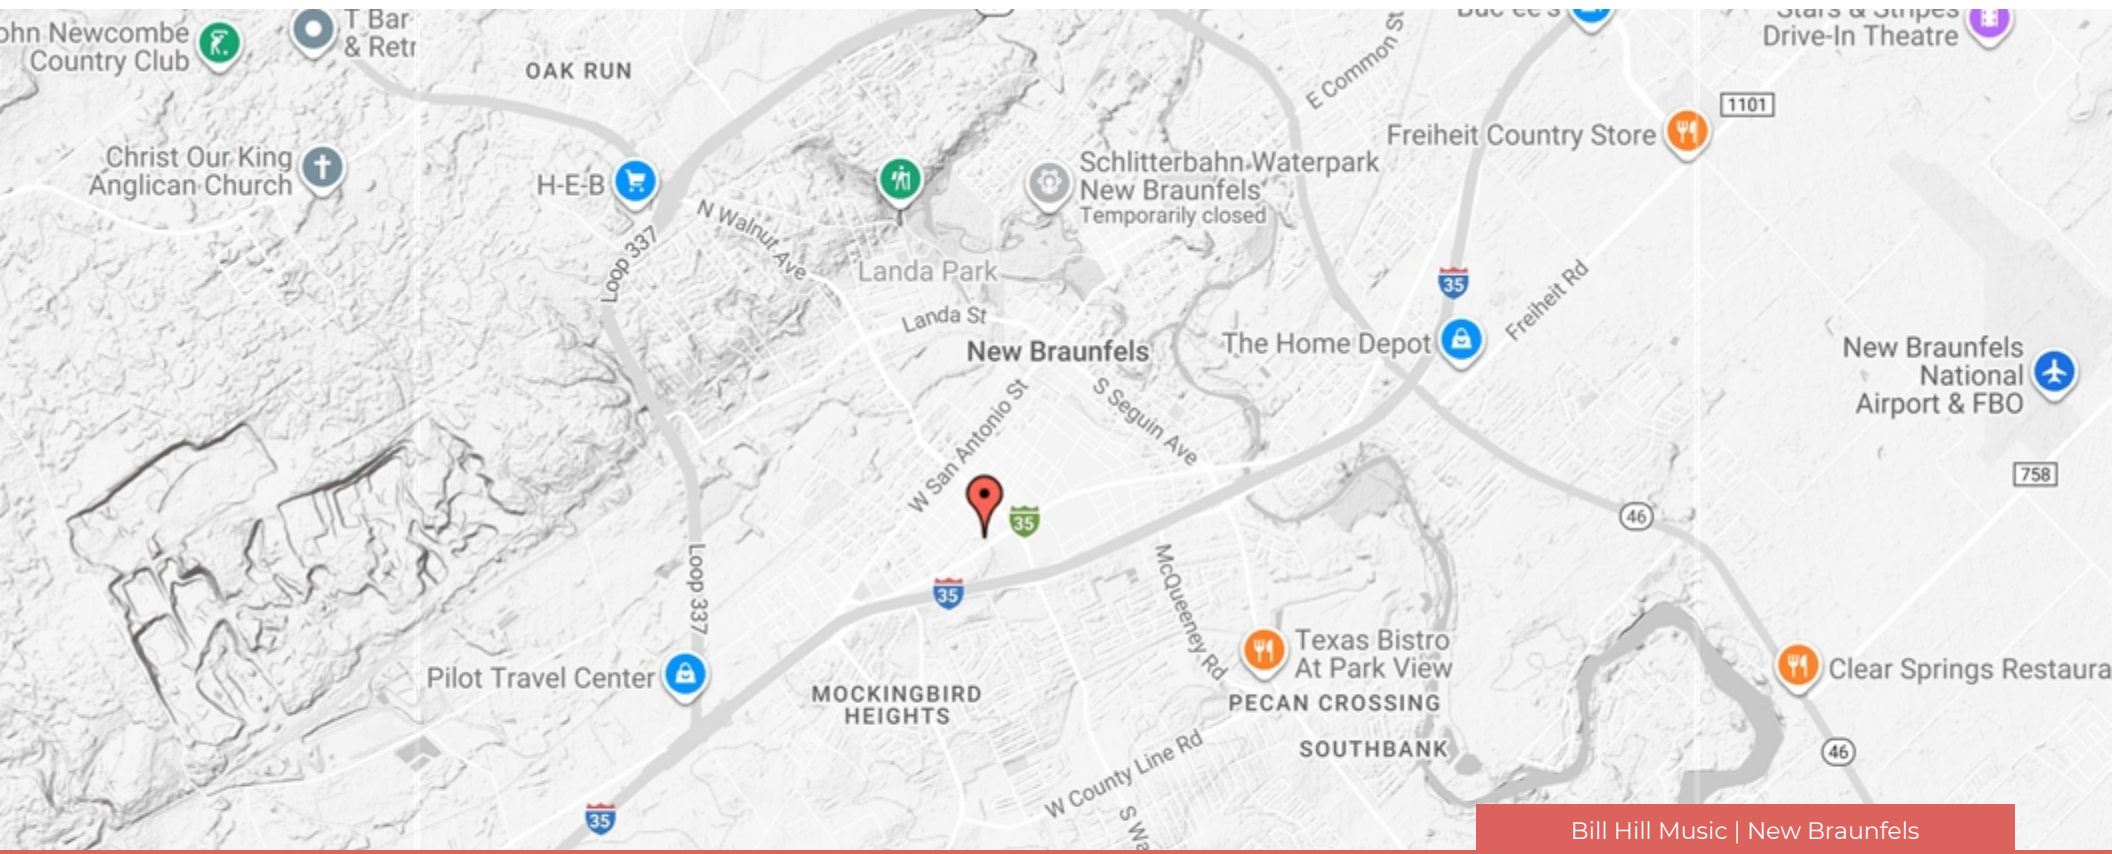 T Bar
& Retr
ohn Newcombe
Country Club
OAK RUN
Buc-ee's
Stars & Stripes
Drive-In Theatre
E Common St
1101
Freiheit Country Store
Christ Our King
Anglican Church
H-E-B
Schlitterbahn Waterpark
New Braunfels
Temporarily closed
N Walnut Ave
Loop 337
Landa Park
35
Freiheit Rd
Landa St
New Braunfels
The Home Depot
New Braunfels
National
Airport & FBO
S Seguin Ave
W San Antonio St
758
35
46
35
Loop 337
McQueeney Rd
Texas Bistro
At Park View
Clear Springs Restaura
Pilot Travel Center
MOCKINGBIRD
HEIGHTS
PECAN CROSSING
SOUTHBANK
W County Line Rd
46
35
S Wa
Bill Hill Music | New Braunfels